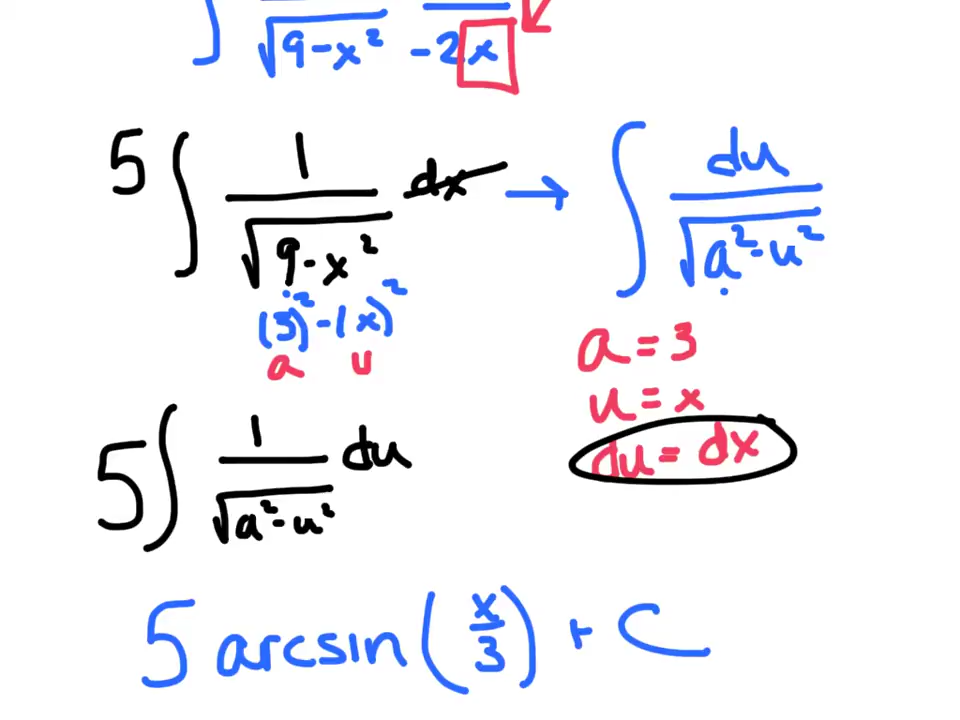 ∫ √9-x² -2x
5 ∫ 1/√(9-x²) dx → ∫ du/√(a²-u²)
(3)² - (x)²
a u
a = 3
u = x
du = dx
5 ∫ 1/√(a²-u²) du
5 arcsin(x/3) + C